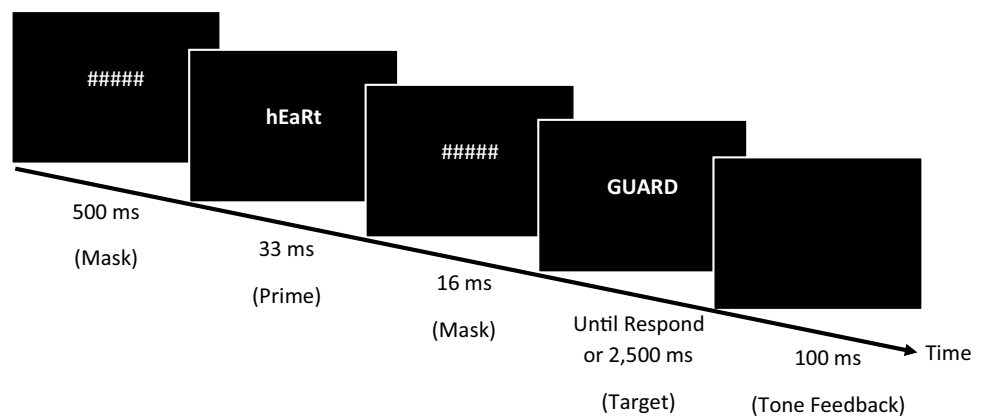 #####
hEaRt
#####
GUARD
500 ms
(Mask)
33 ms
(Prime)
16 ms
(Mask)
Until Respond
or 2,500 ms
(Target)
100 ms
(Tone Feedback)
Time